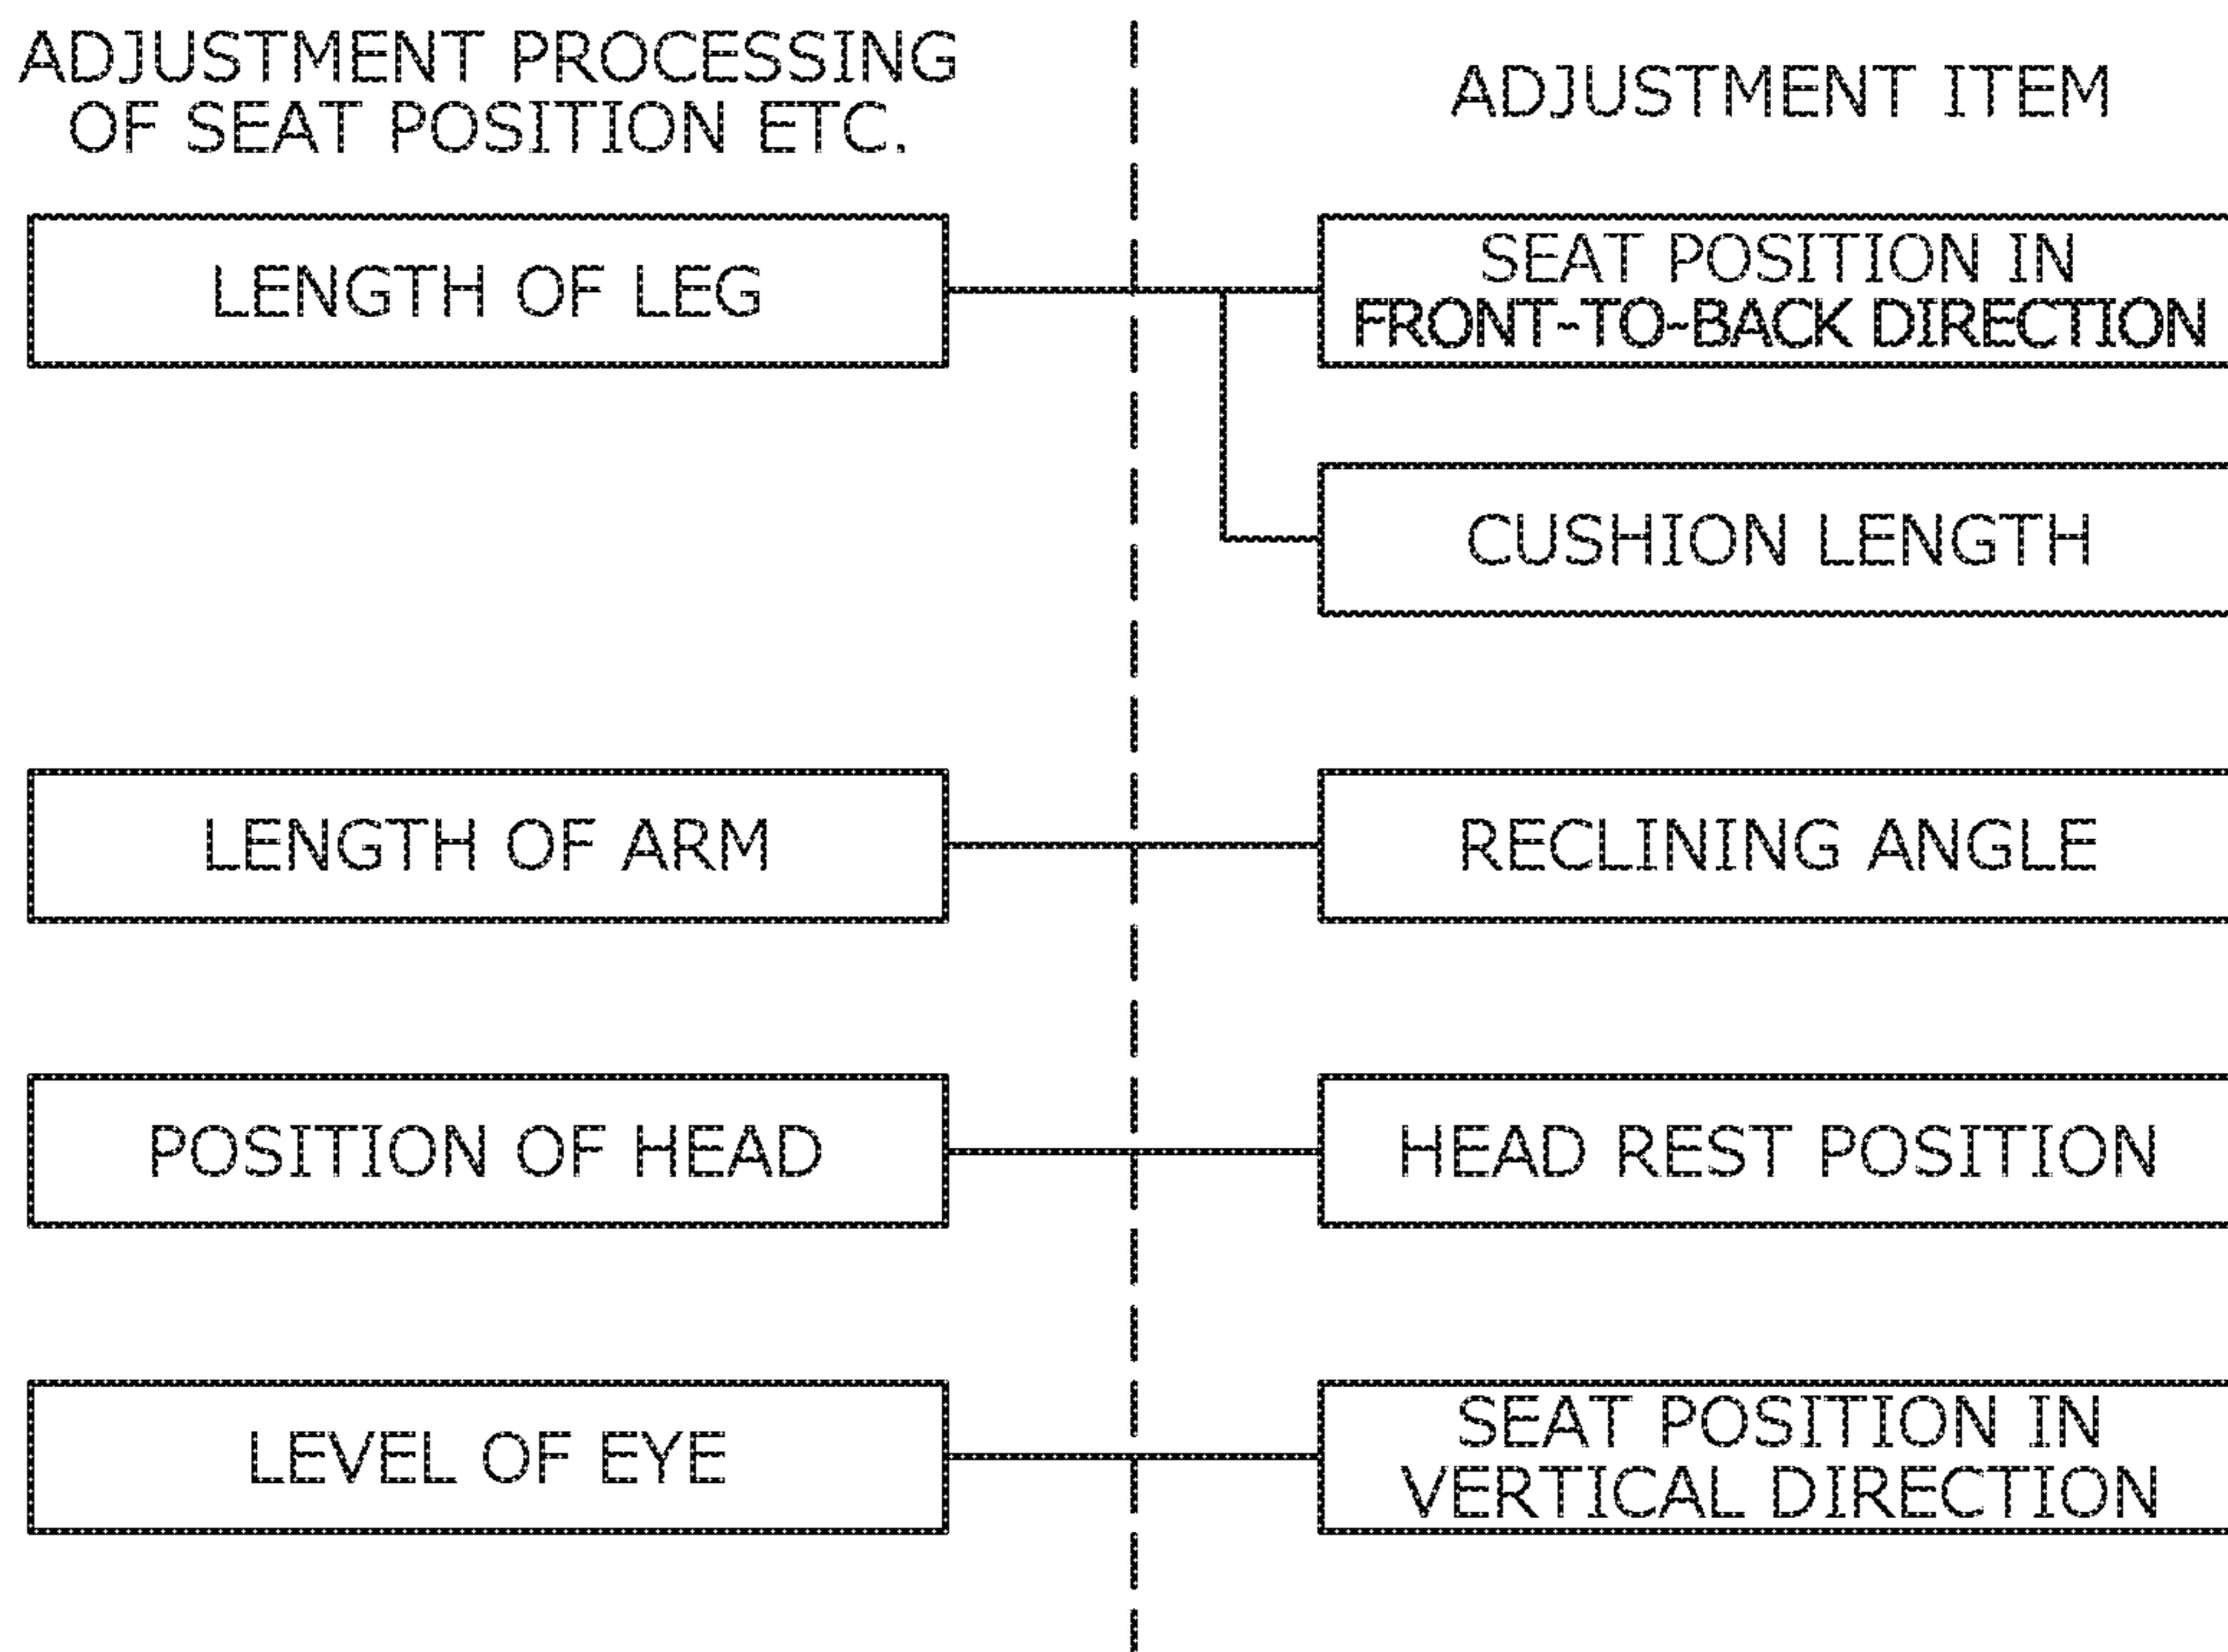 ADJUSTMENT PROCESSING
OF SEAT POSITION ETC.
ADJUSTMENT ITEM
LENGTH OF LEG
SEAT POSITION IN
FRONT-TO-BACK DIRECTION
CUSHION LENGTH
LENGTH OF ARM
RECLINING ANGLE
POSITION OF HEAD
HEAD REST POSITION
LEVEL OF EYE
SEAT POSITION IN
VERTICAL DIRECTION